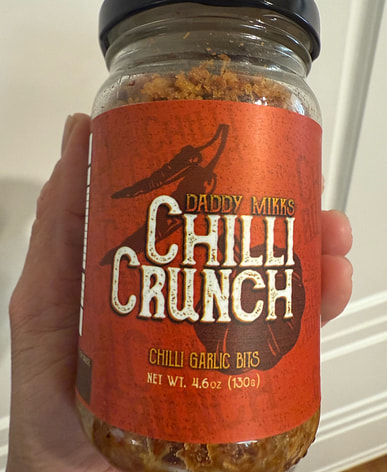 DADDY MIKKS
CHILLI
CRUNCH
CHILLI GARLIC BITS
NET WT. 4.6OZ (130G)